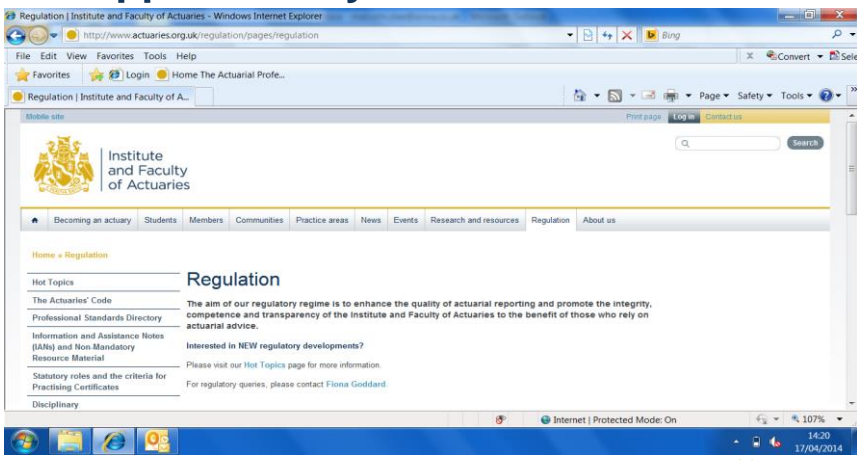 Regulation | Institute and Faculty of Actuaries - Windows Internet Explorer
http://www.actuaries.org.uk/regulation/pages/regulation
Bing
File Edit View Favorites Tools Help
X Convert Sele
Favorites Login Home The Actuarial Profe...
Regulation | Institute and Faculty of A...
Page Safety Tools
Mobile site Print page Log in Contact us
Institute
and Faculty
of Actuaries
Search
Becoming an actuary Students Members Communities Practice areas News Events Research and resources Regulation About us
Home » Regulation
Hot Topics
The Actuaries' Code
Professional Standards Directory
Information and Assistance Notes
(IANs) and Non-Mandatory
Resource Material
Statutory roles and the criteria for
Practising Certificates
Disciplinary
Regulation
The aim of our regulatory regime is to enhance the quality of actuarial reporting and promote the integrity,
competence and transparency of the Institute and Faculty of Actuaries to the benefit of those who rely on
actuarial advice.
Interested in NEW regulatory developments?
Please visit our Hot Topics page for more information.
For regulatory queries, please contact Fiona Goddard.
Internet | Protected Mode: On 107%
14:20
17/04/2014